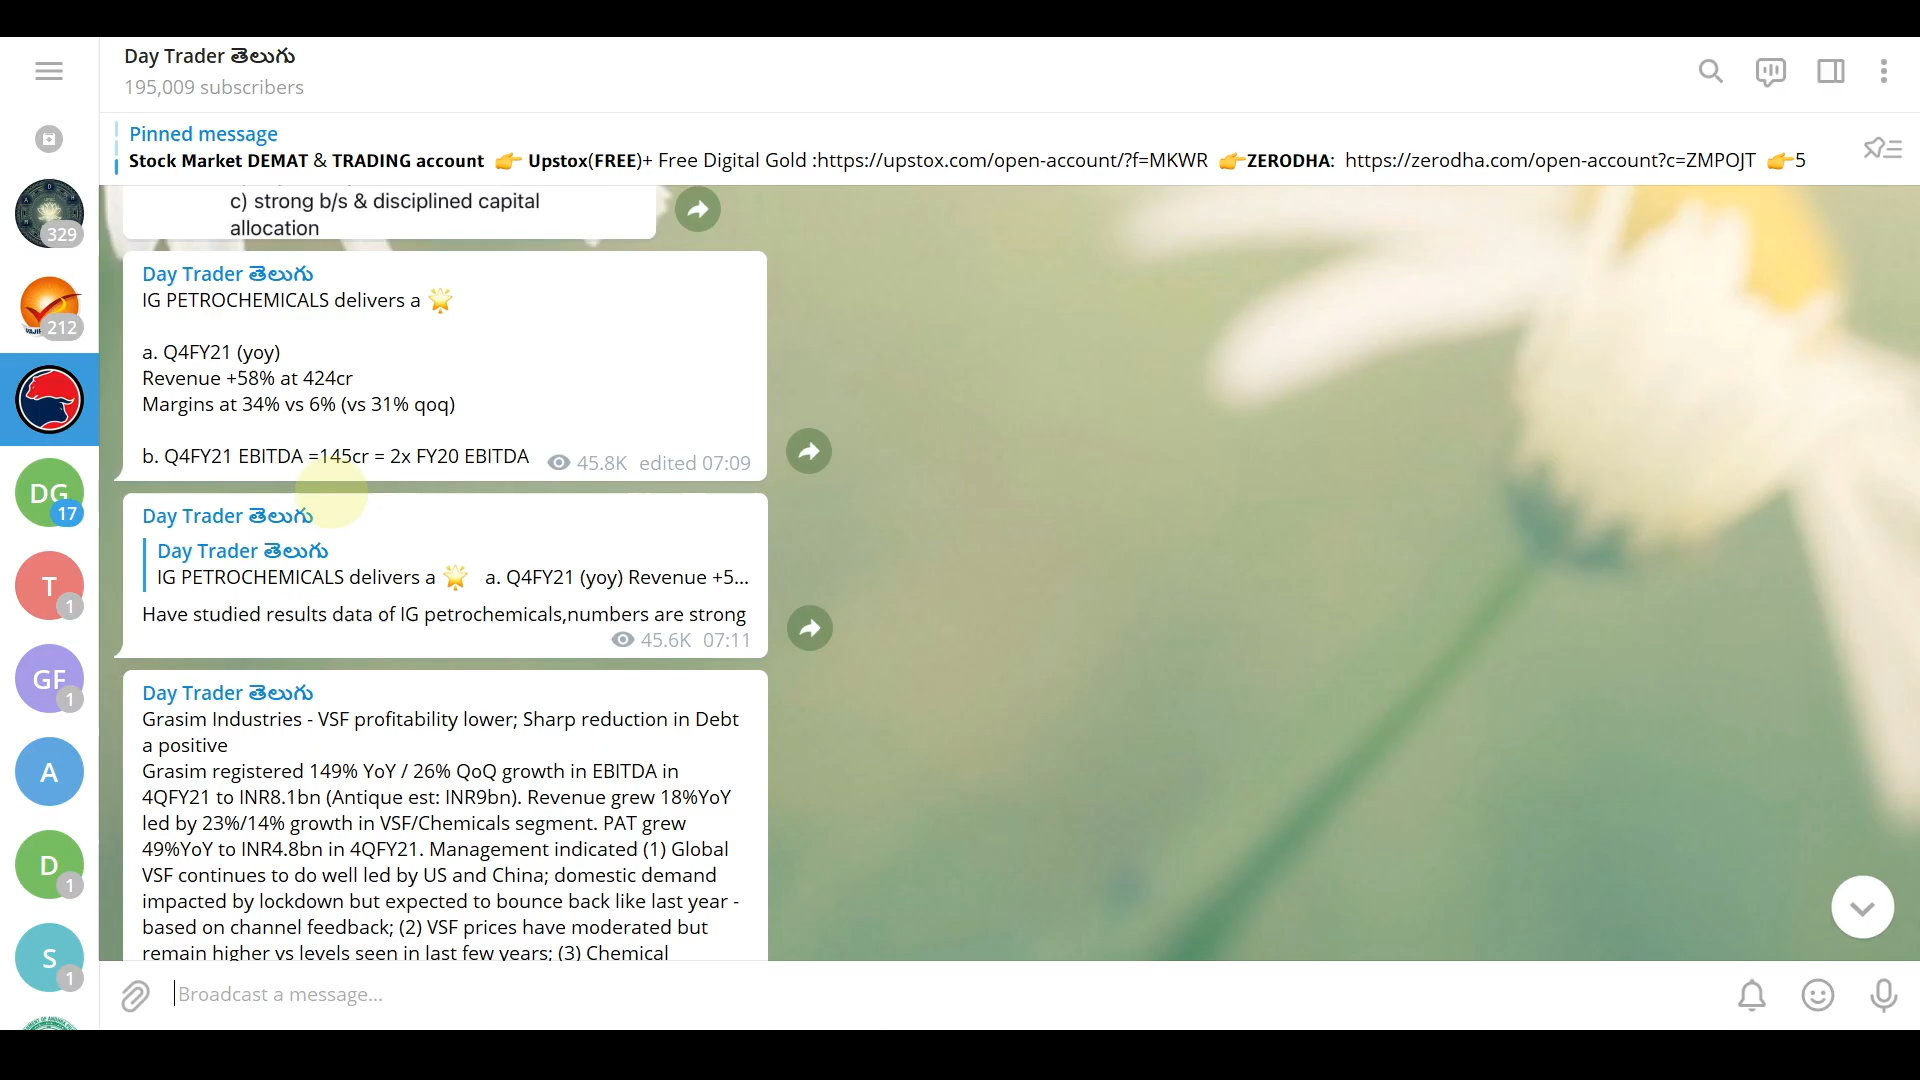 Day Trader తెలుగు
195,009 subscribers
Pinned message
Stock Market DEMAT & TRADING account 👉 Upstox(FREE)+ Free Digital Gold :https://upstox.com/open-account/?f=MKWR 👉ZERODHA: https://zerodha.com/open-account?c=ZMPOJT 👉5
c) strong b/s & disciplined capital
allocation
Day Trader తెలుగు
IG PETROCHEMICALS delivers a 🌟
a. Q4FY21 (yoy)
Revenue +58% at 424cr
Margins at 34% vs 6% (vs 31% qoq)
b. Q4FY21 EBITDA =145cr = 2x FY20 EBITDA
45.8K edited 07:09
Day Trader తెలుగు
Day Trader తెలుగు
IG PETROCHEMICALS delivers a 🌟 a. Q4FY21 (yoy) Revenue +5...
Have studied results data of IG petrochemicals,numbers are strong
45.6K 07:11
Day Trader తెలుగు
Grasim Industries - VSF profitability lower; Sharp reduction in Debt
a positive
Grasim registered 149% YoY / 26% QoQ growth in EBITDA in
4QFY21 to INR8.1bn (Antique est: INR9bn). Revenue grew 18%YoY
led by 23%/14% growth in VSF/Chemicals segment. PAT grew
49%YoY to INR4.8bn in 4QFY21. Management indicated (1) Global
VSF continues to do well led by US and China; domestic demand
impacted by lockdown but expected to bounce back like last year -
based on channel feedback; (2) VSF prices have moderated but
remain higher vs levels seen in last few years; (3) Chemical
Broadcast a message...
329
212
DG
17
T
1
GF
1
A
D
1
S
1